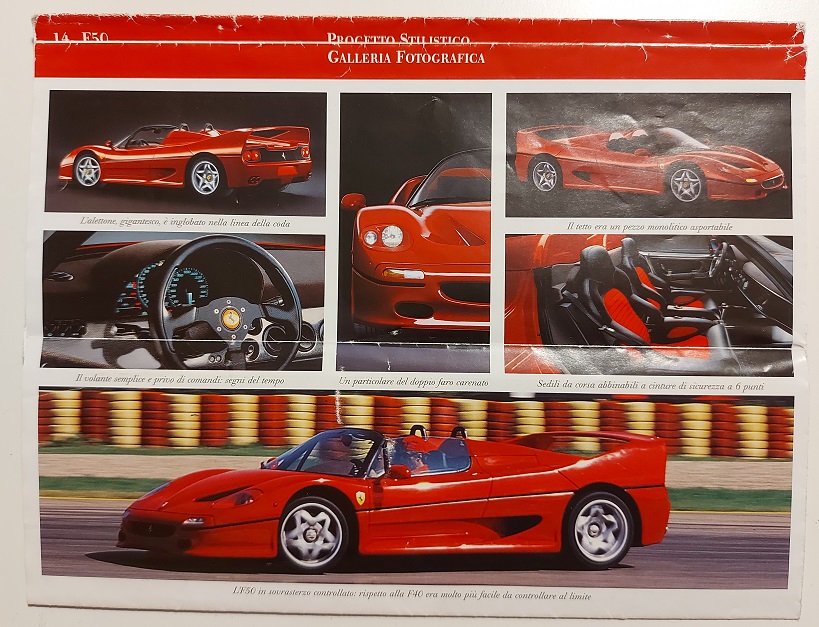 14 F50
PROGETTO STILISTICO
GALLERIA FOTOGRAFICA
L'alettone, gigantesco, è inglobato nella linea della coda
Il tetto era un pezzo monolitico asportabile
Il volante semplice e privo di comandi: segni del tempo
Un particolare del doppio faro carenato
Sedili da corsa abbinabili a cinture di sicurezza a 6 punti
L'F50 in sovrasterzo controllato: rispetto alla F40 era molto più facile da controllare al limite